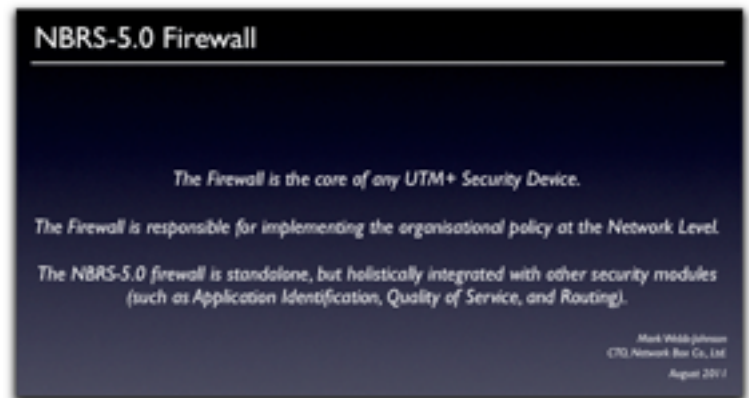 NBRS-5.0 Firewall
The Firewall is the core of any UTM+ Security Device.
The Firewall is responsible for implementing the organisational policy at the Network Level.
The NBRS-5.0 firewall is standalone, but holistically integrated with other security modules
(such as Application Identification, Quality of Service, and Routing).
Mark Webb-Johnson
CTO, Network Box Co., Ltd.
August 2011